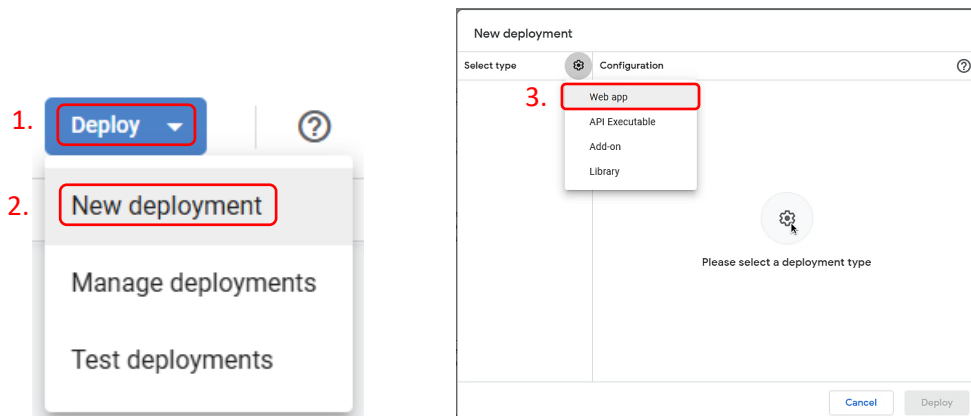 1.
Deploy
2.
New deployment
Manage deployments
Test deployments
New deployment
Select type
Configuration
3.
Web app
API Executable
Add-on
Library
Please select a deployment type
Cancel
Deploy